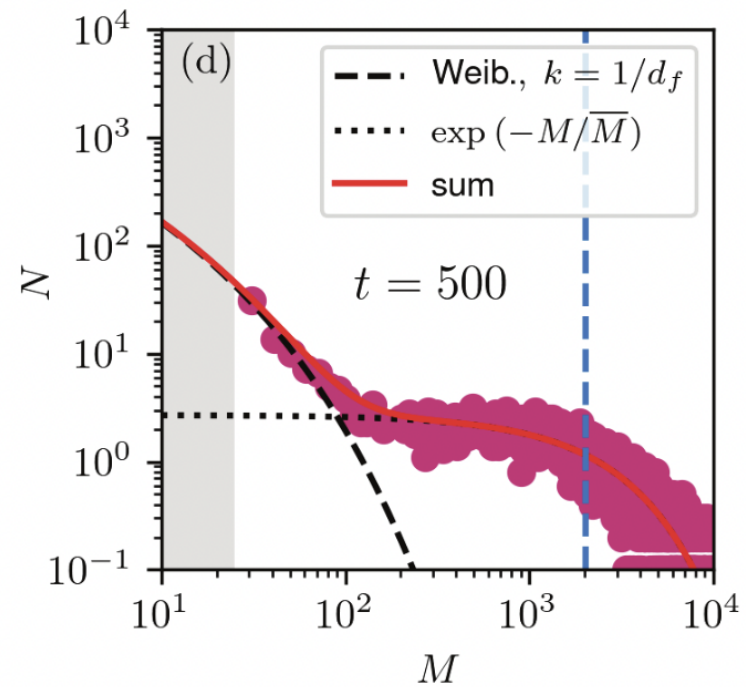 (d)
Weib., k = 1/d_f
exp (−M/M̅)
sum
t = 500
N
10^4
10^3
10^2
10^1
10^0
10^−1
10^1
10^2
10^3
10^4
M